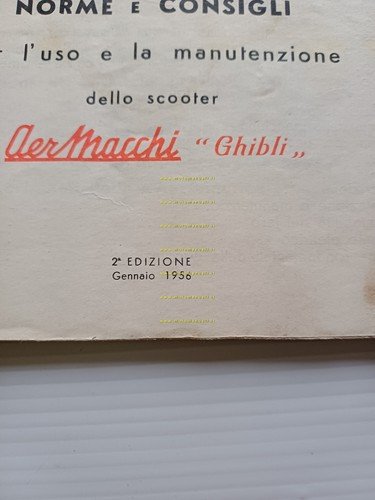 NORME E CONSIGLI
r l'uso e la manutenzione
dello scooter
AerMacchi "Ghibli„
2ª EDIZIONE
Gennaio 1956